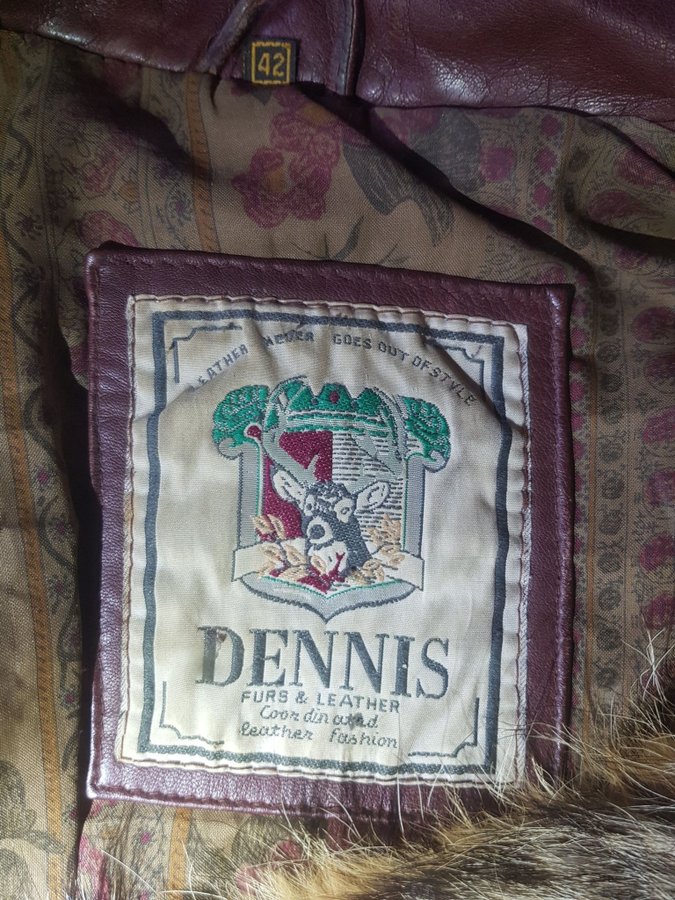 42
LEATHER NEVER GOES OUT OF STYLE
DENNIS
FURS & LEATHER
Coordinated
leather fashion